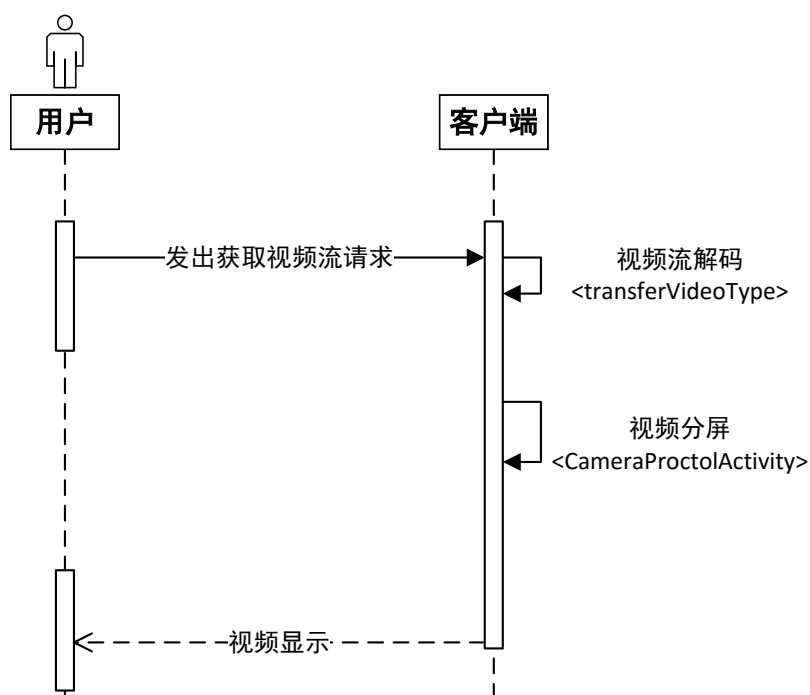 用户
客户端
发出获取视频流请求
视频流解码
<transferVideoType>
视频分屏
<CameraProctolActivity>
视频显示